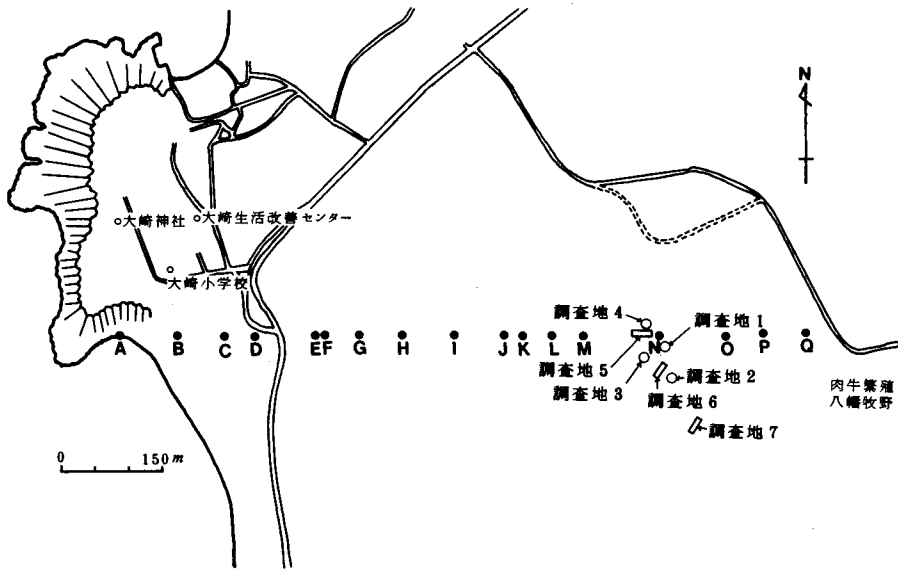 N
大崎神社
大崎生活改善センター
大崎小学校
調査地4
調査地1
A
B
C
D
E
F
G
H
I
J
K
L
M
N
O
P
Q
調査地5
調査地2
調査地3
調査地6
肉牛繁殖
八幡牧野
調査地7
0 150m